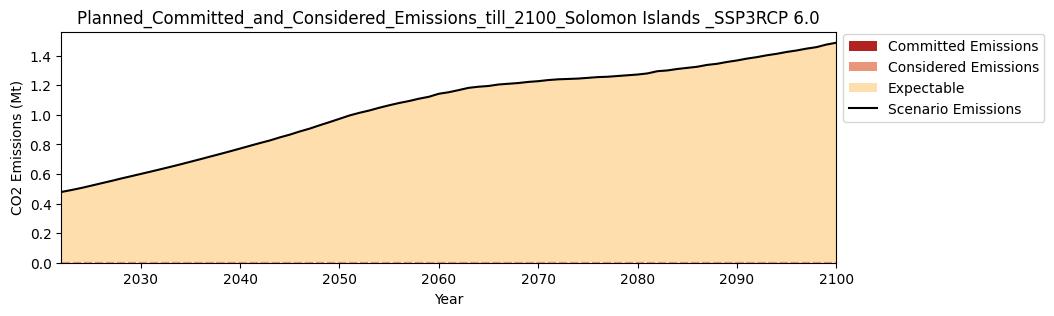 Planned_Committed_and_Considered_Emissions_till_2100_Solomon Islands _SSP3RCP 6.0
CO2 Emissions (Mt)
1.4
1.2
1.0
0.8
0.6
0.4
0.2
0.0
2030 2040 2050 2060 2070 2080 2090 2100
Year
Committed Emissions
Considered Emissions
Expectable
Scenario Emissions